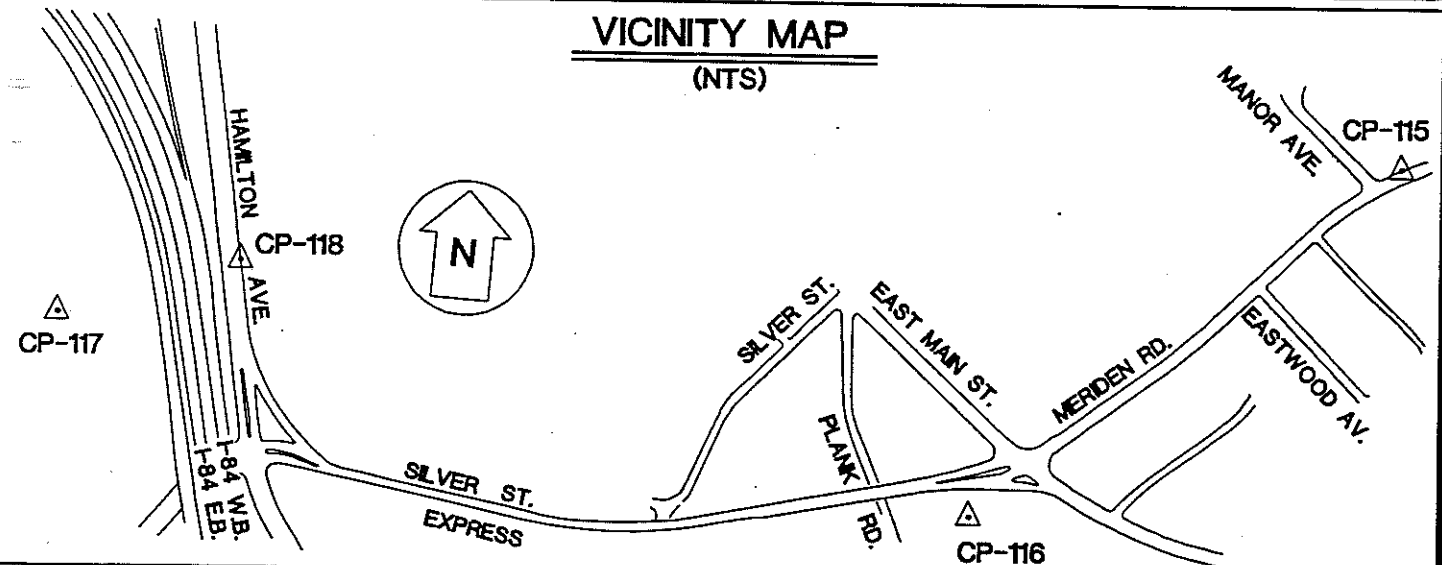 VICINITY MAP
(NTS)
HAMILTON
AVE.
CP-118
CP-117
N
MANOR AVE.
CP-115
SILVER ST.
EAST MAIN ST.
MERIDEN RD.
EASTWOOD AV.
PLANK
RD.
I-84 W.B.
I-84 E.B.
SILVER ST.
EXPRESS
CP-116